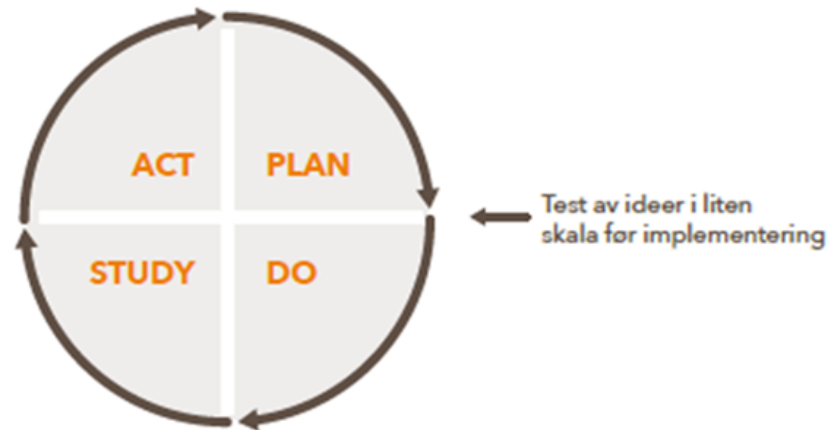 ACT
PLAN
STUDY
DO
Test av ideer i liten
skala før implementering